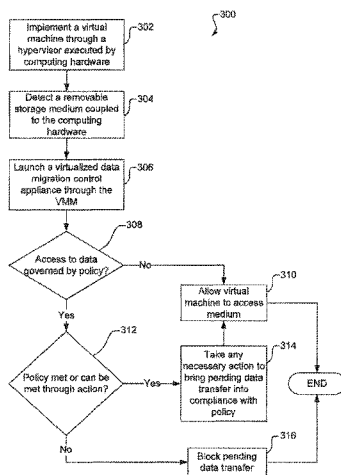 300
Implement a virtual
machine through a
hypervisor executed by
computing hardware
302
Detect a removable
storage medium coupled
to the computing
hardware
304
Launch a virtualized data
migration control
appliance through the
VMM
306
308
Access to data
governed by policy?
No
Yes
310
Allow virtual
machine to access
medium
312
Policy met or can be
met through action?
Yes
314
Take any
necessary action to
bring pending data
transfer into
compliance with
policy
END
No
316
Block pending
data transfer